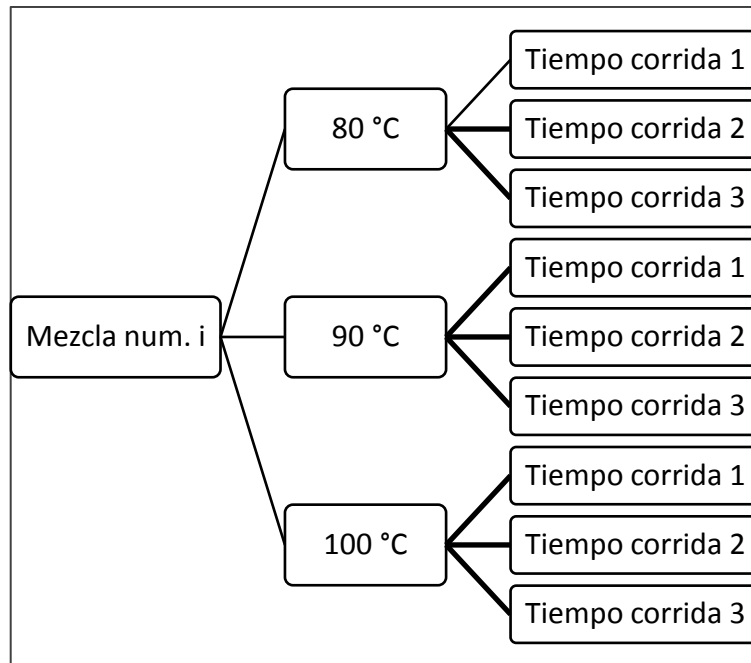 Mezcla num. i
80 °C
Tiempo corrida 1
Tiempo corrida 2
Tiempo corrida 3
90 °C
Tiempo corrida 1
Tiempo corrida 2
Tiempo corrida 3
100 °C
Tiempo corrida 1
Tiempo corrida 2
Tiempo corrida 3